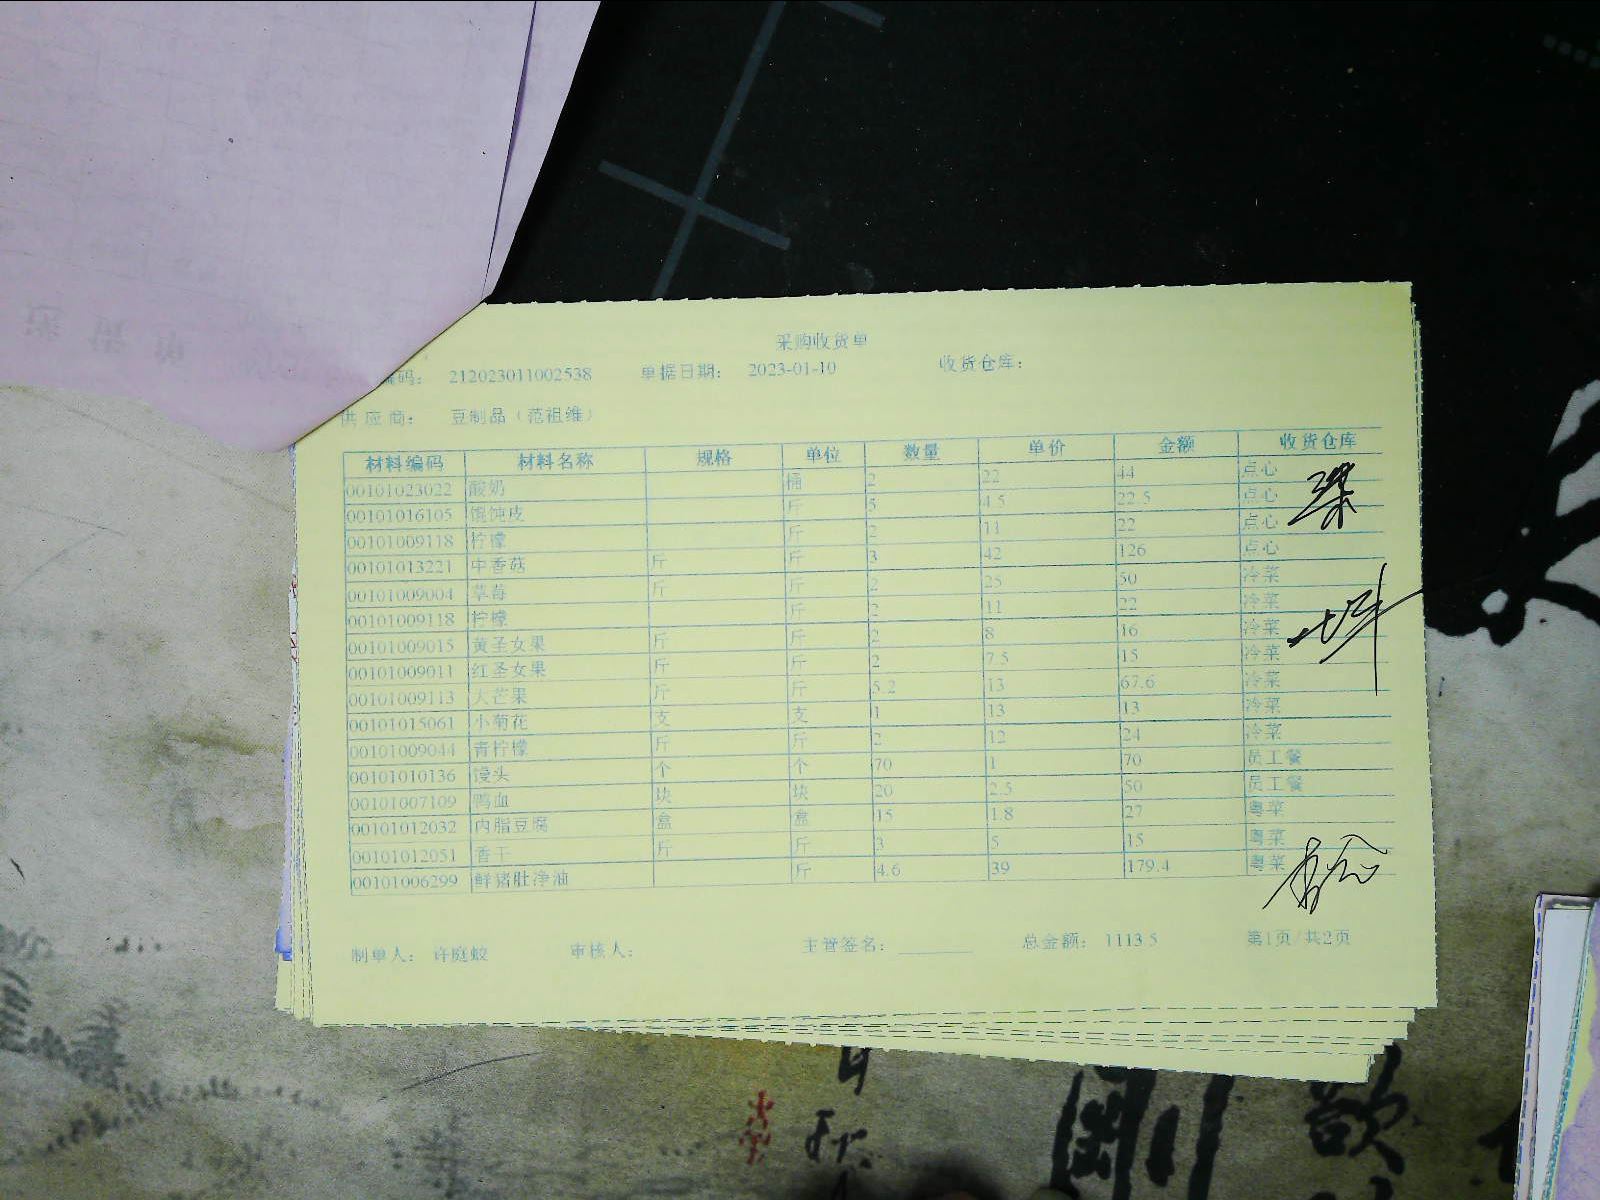 采购收货单
编码： 212023011002538 单据日期： 2023-01-10 收货仓库：
供应商： 豆制品（范祖维）
材料编码 材料名称 规格 单位 数量 单价 金额 收货仓库
00101023022 酸奶 桶 2 22 44 点心
00101016105 馄饨皮 斤 5 4.5 22.5 点心
00101009118 柠檬 斤 2 11 22 点心
00101013221 中香菇 斤 斤 3 42 126 点心
00101009004 草莓 斤 斤 2 25 50 冷菜
00101009118 柠檬 斤 2 11 22 冷菜
00101009015 黄圣女果 斤 斤 2 8 16 冷菜
00101009011 红圣女果 斤 斤 2 7.5 15 冷菜
00101009113 大芒果 斤 斤 5.2 13 67.6 冷菜
00101015061 小菊花 支 支 1 13 13 冷菜
00101009044 青柠檬 斤 斤 2 12 24 冷菜
00101010136 馒头 个 个 70 1 70 员工餐
00101007109 鸭血 块 块 20 2.5 50 员工餐
00101012032 内脂豆腐 盒 盒 15 1.8 27 粤菜
00101012051 香干 斤 斤 3 5 15 粤菜
00101006299 鲜猪肚净油 斤 4.6 39 179.4 粤菜
制单人： 许庭蛟 审核人： 主管签名： 总金额： 1113.5 第1页/共2页